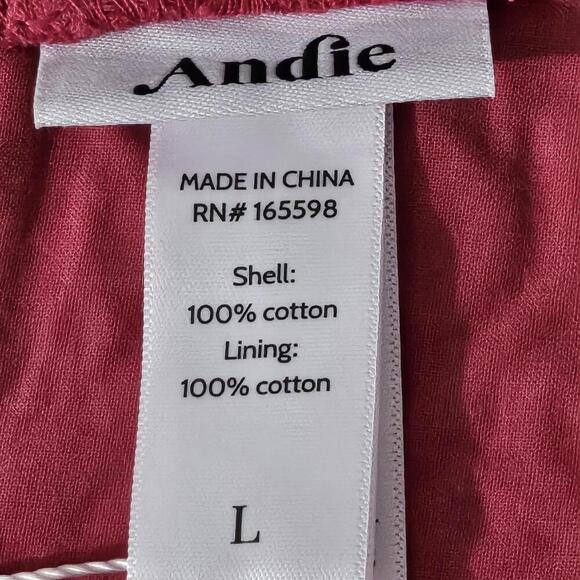 Andie
MADE IN CHINA
RN# 165598
Shell:
100% cotton
Lining:
100% cotton
L